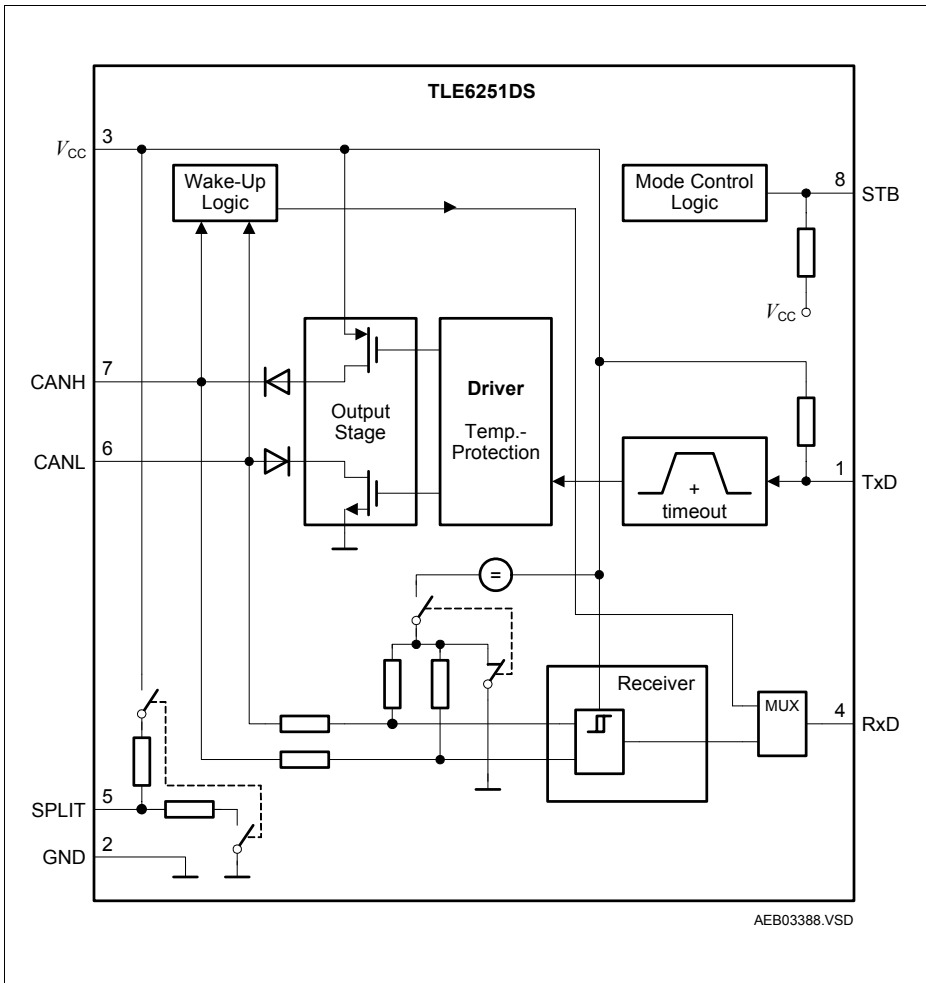 TLE6251DS
3
VCC
Wake-Up
Logic
Mode Control
Logic
8
STB
VCC
7
CANH
Output
Stage
Driver
Temp.-
Protection
6
CANL
+
timeout
1
TxD
=
Receiver
MUX
4
RxD
5
SPLIT
2
GND
AEB03388.VSD